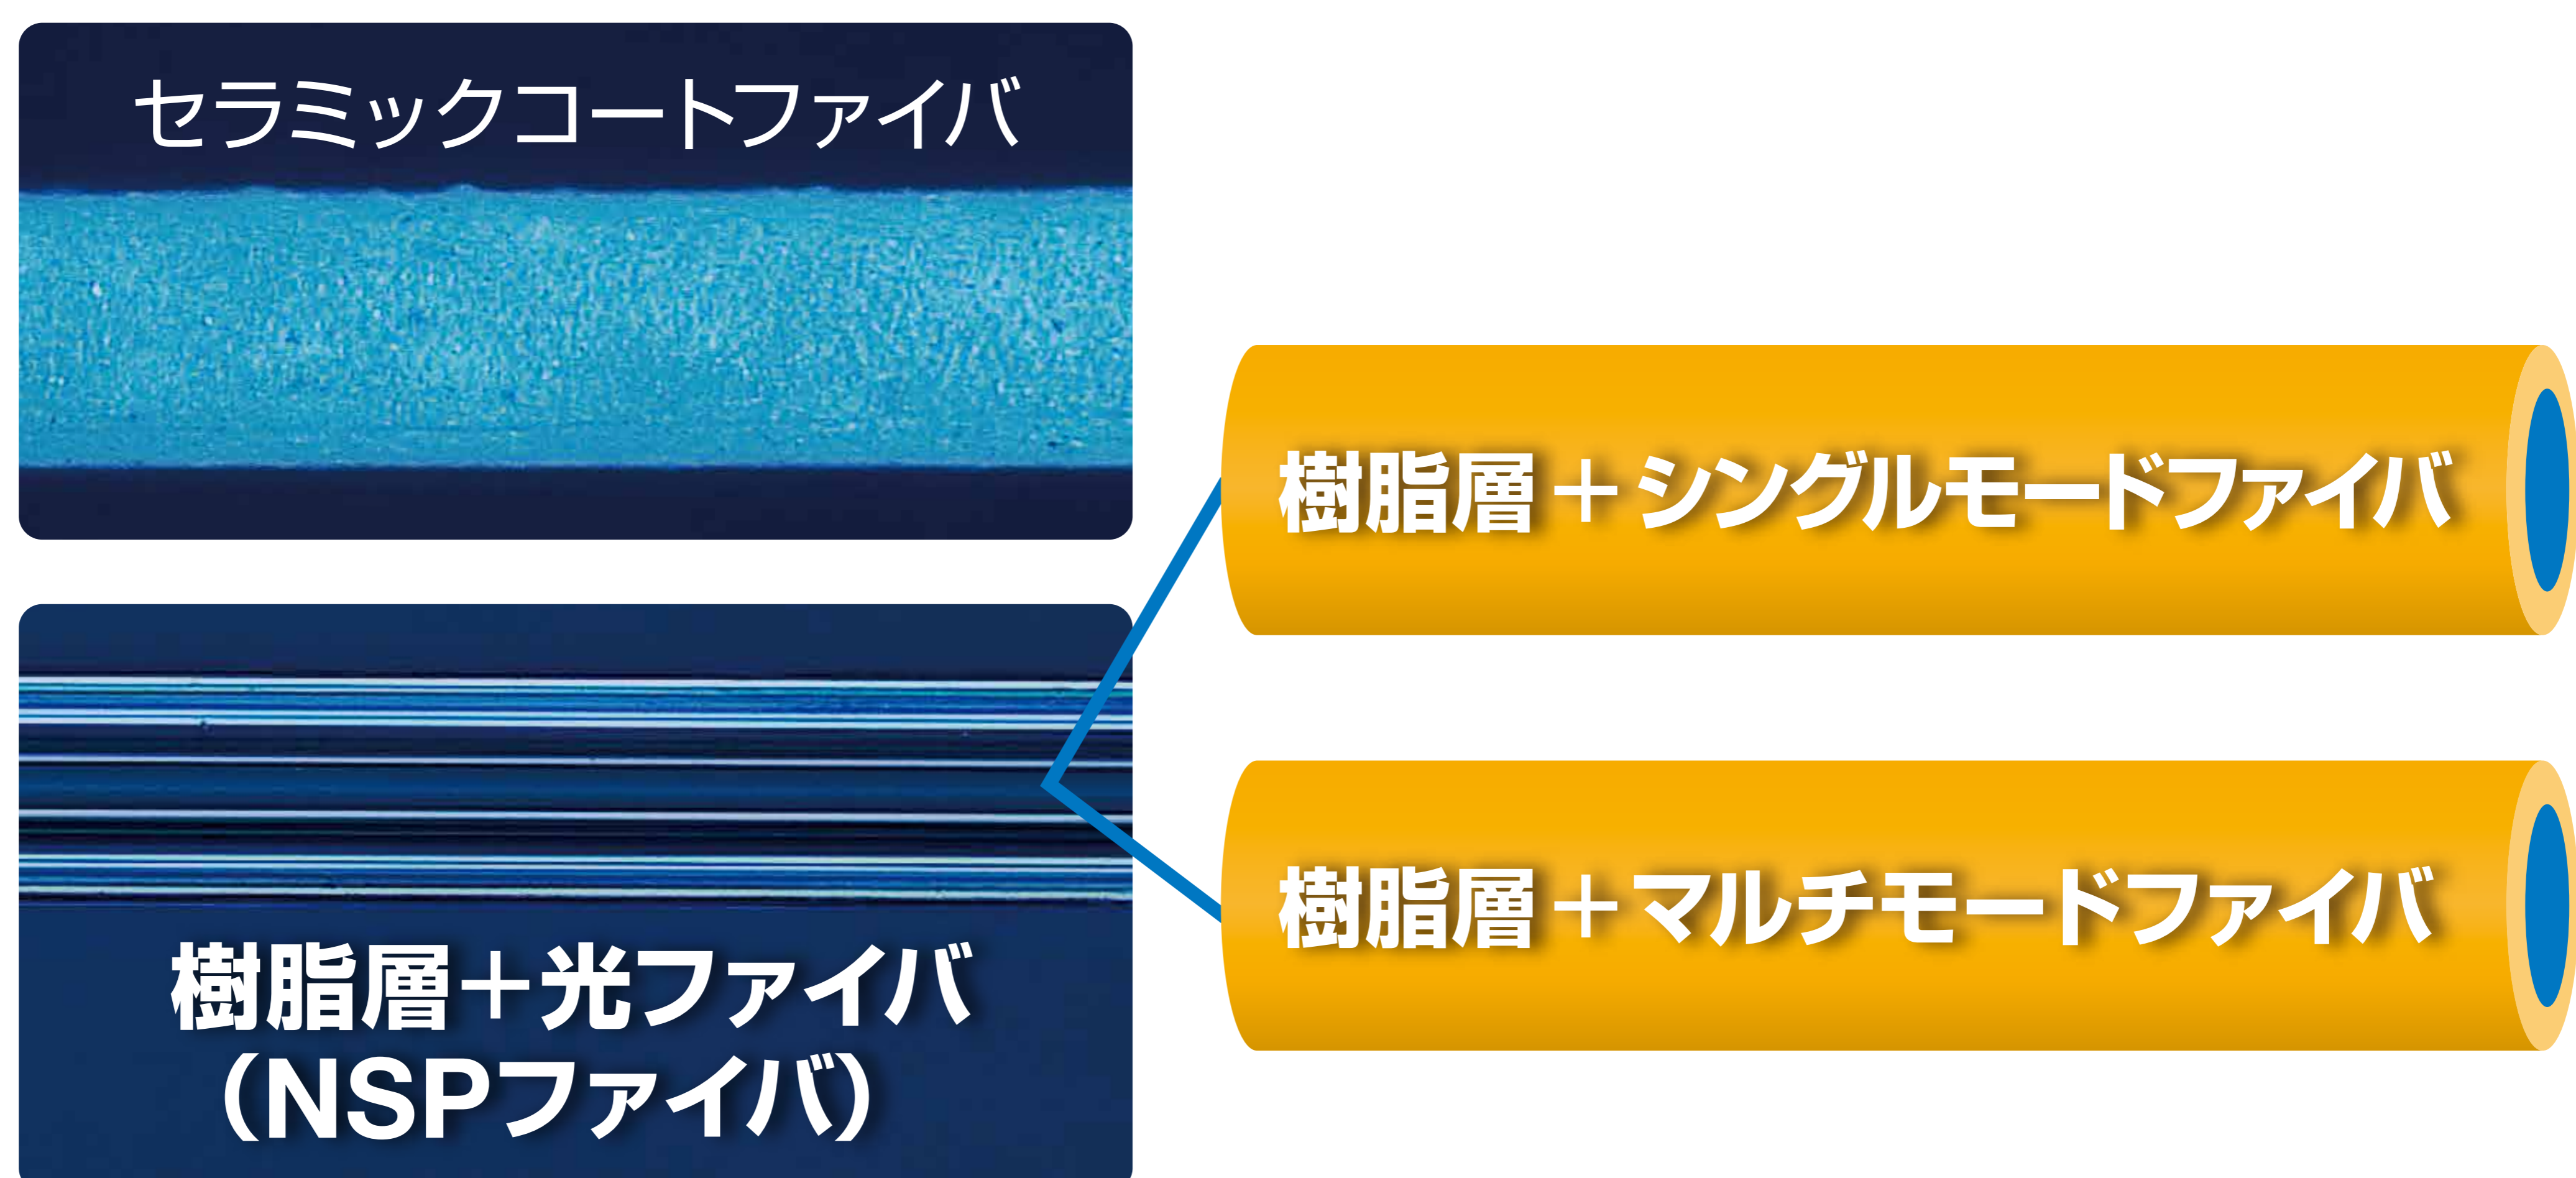 セラミックコートファイバ
樹脂層＋シングルモードファイバ
樹脂層＋光ファイバ
（NSPファイバ）
樹脂層＋マルチモードファイバ